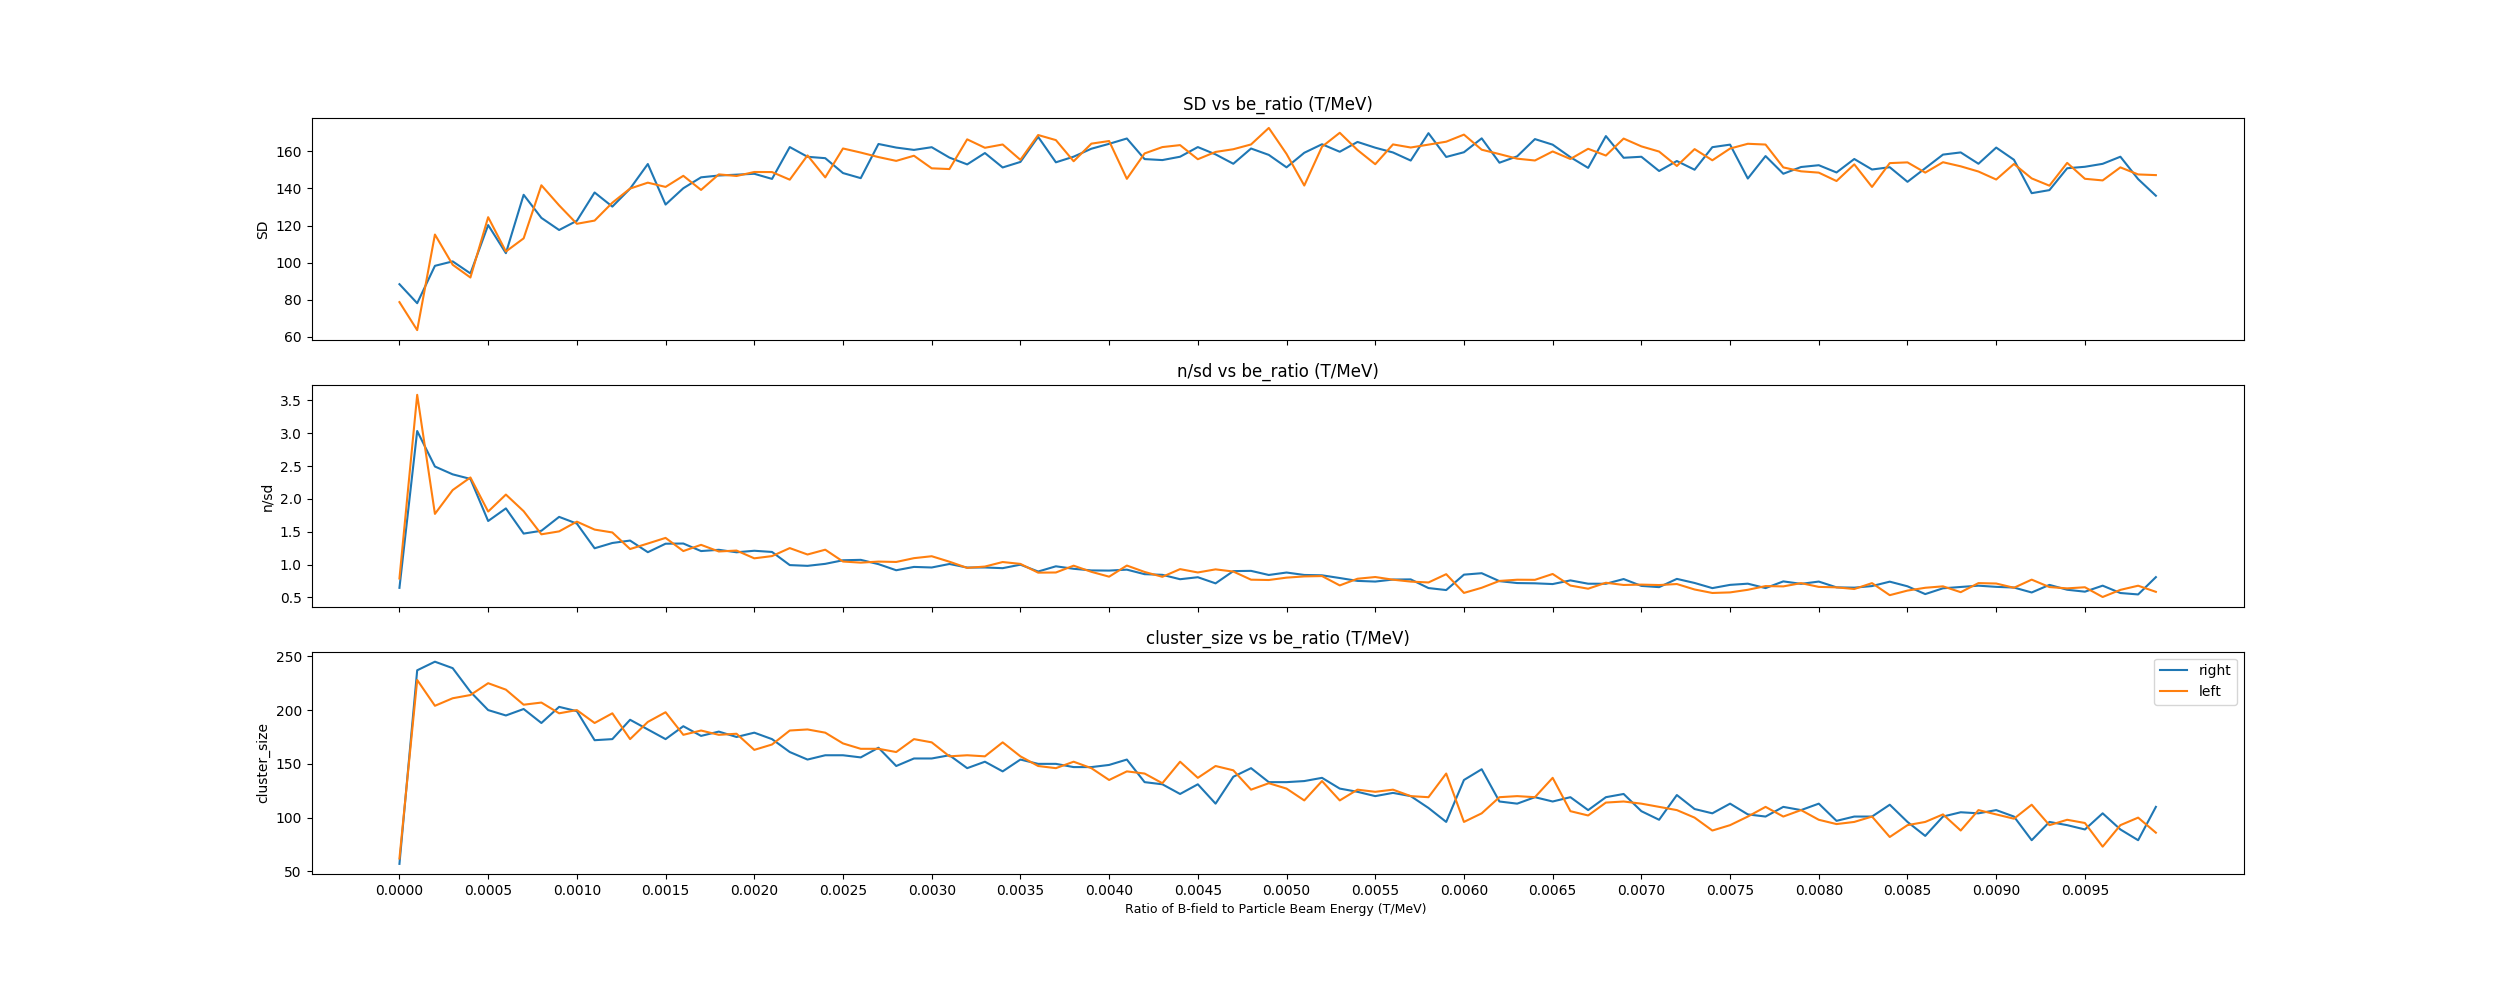 SD vs be_ratio (T/MeV)
160
140
120
100
80
60
SD
n/sd vs be_ratio (T/MeV)
3.5
3.0
2.5
2.0
1.5
1.0
0.5
n/sd
cluster_size vs be_ratio (T/MeV)
250
200
150
100
50
cluster_size
right
left
0.0000 0.0005 0.0010 0.0015 0.0020 0.0025 0.0030 0.0035 0.0040 0.0045 0.0050 0.0055 0.0060 0.0065 0.0070 0.0075 0.0080 0.0085 0.0090 0.0095
Ratio of B-field to Particle Beam Energy (T/MeV)